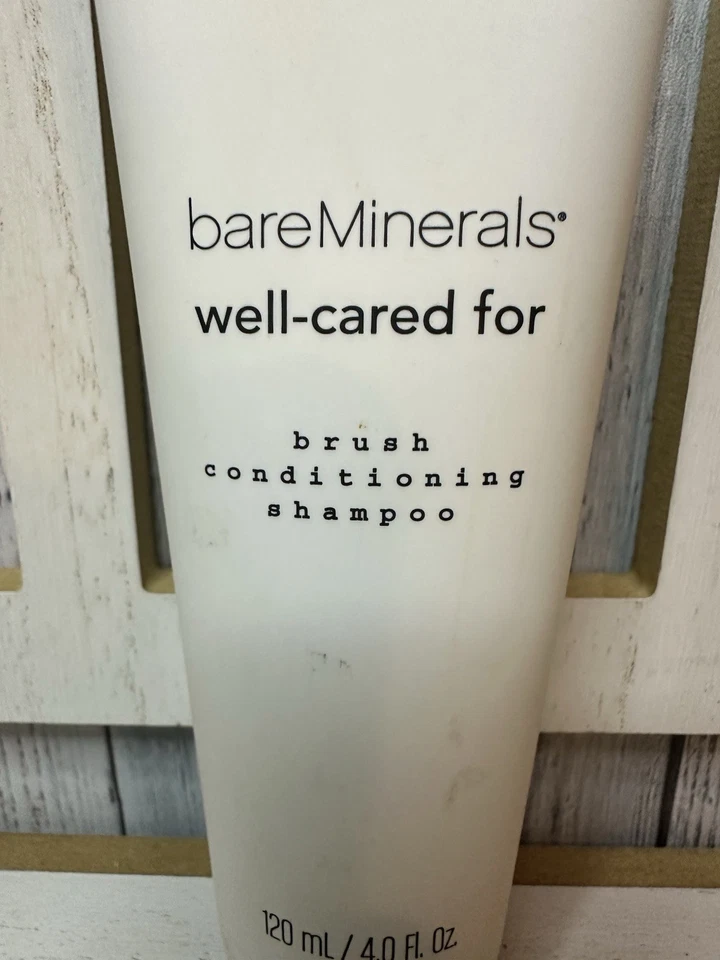 bareMinerals®
well-cared for
brush
conditioning
shampoo
120 mL / 4.0 Fl. Oz.